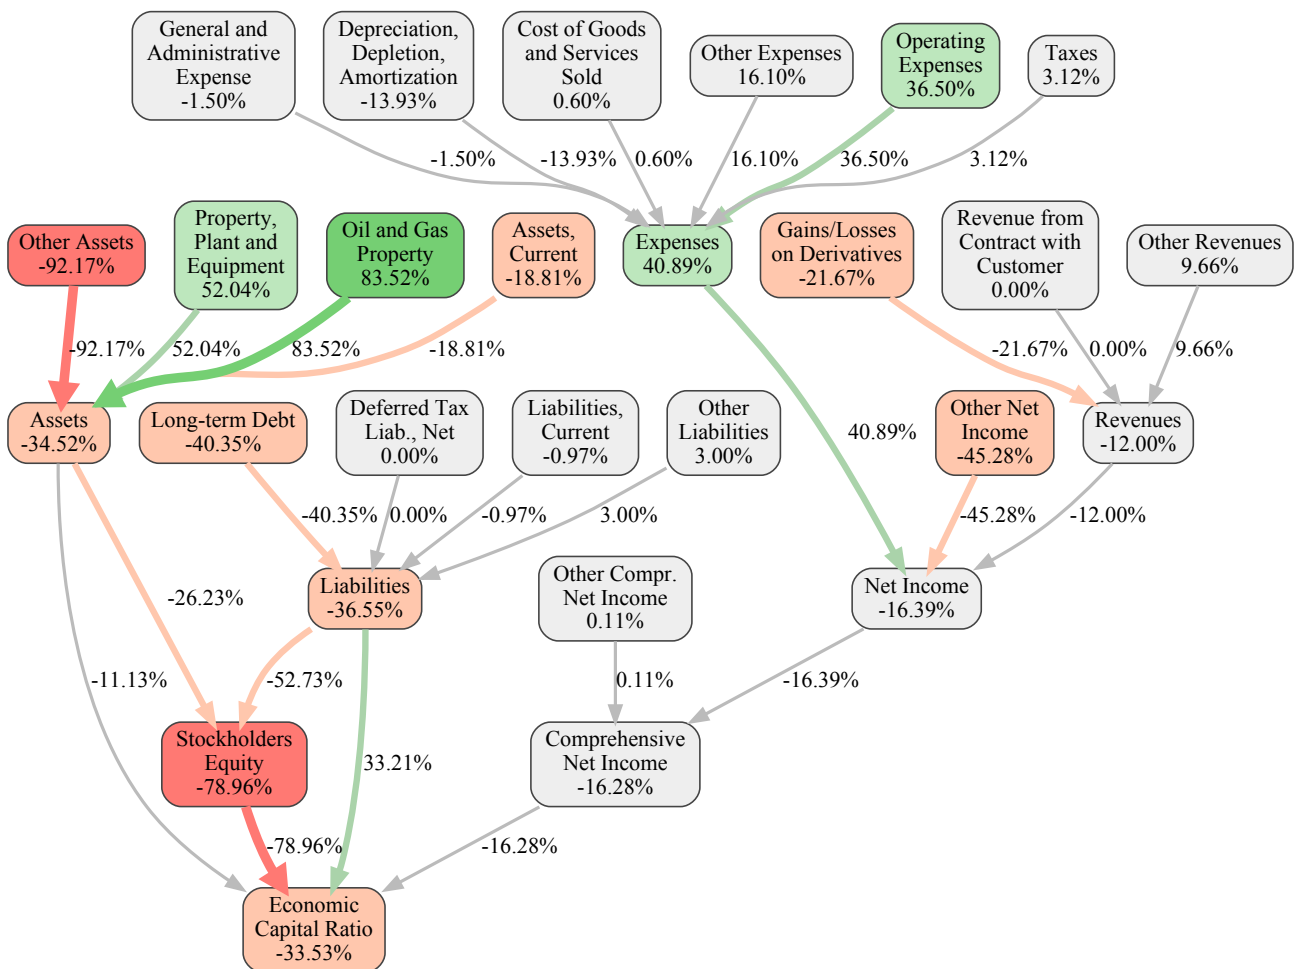 General and
Administrative
Expense
-1.50%
Depreciation,
Depletion,
Amortization
-13.93%
Cost of Goods
and Services
Sold
0.60%
Other Expenses
16.10%
Operating
Expenses
36.50%
Taxes
3.12%
-1.50%
-13.93%
0.60%
16.10%
36.50%
3.12%
Other Assets
-92.17%
Property,
Plant and
Equipment
52.04%
Oil and Gas
Property
83.52%
Assets,
Current
-18.81%
Expenses
40.89%
Gains/Losses
on Derivatives
-21.67%
Revenue from
Contract with
Customer
0.00%
Other Revenues
9.66%
-92.17%
52.04%
83.52%
-18.81%
-21.67%
0.00%
9.66%
Assets
-34.52%
Long-term Debt
-40.35%
Deferred Tax
Liab., Net
0.00%
Liabilities,
Current
-0.97%
Other
Liabilities
3.00%
40.89%
Other Net
Income
-45.28%
Revenues
-12.00%
-40.35%
0.00%
-0.97%
3.00%
-45.28%
-12.00%
-26.23%
Liabilities
-36.55%
Other Compr.
Net Income
0.11%
Net Income
-16.39%
-11.13%
-52.73%
0.11%
-16.39%
Stockholders
Equity
-78.96%
33.21%
Comprehensive
Net Income
-16.28%
-78.96%
-16.28%
Economic
Capital Ratio
-33.53%